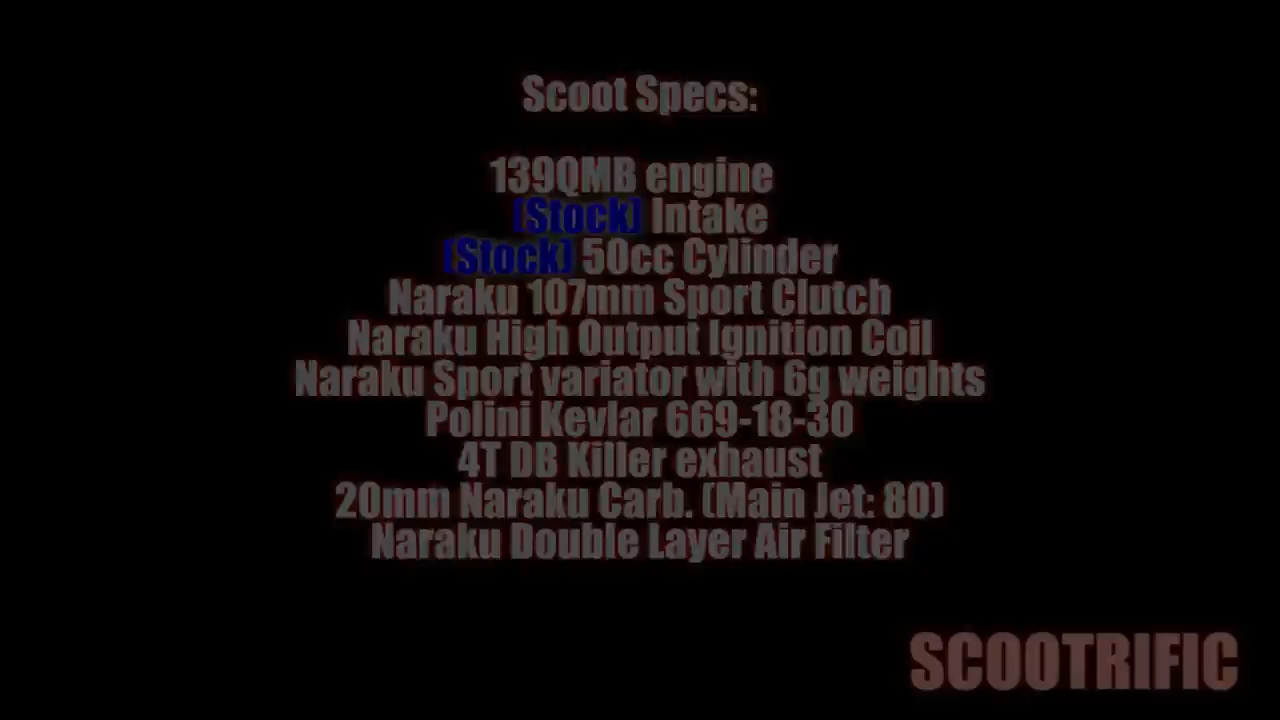 Scoot Specs:
139QMB engine
(Stock) Intake
(Stock) 50cc Cylinder
Naraku 107mm Sport Clutch
Naraku High Output Ignition Coil
Naraku Sport variator with 6g weights
Polini Kevlar 669-18-30
4T DB Killer exhaust
20mm Naraku Carb. (Main Jet: 80)
Naraku Double Layer Air Filter
SCOOTRIFIC